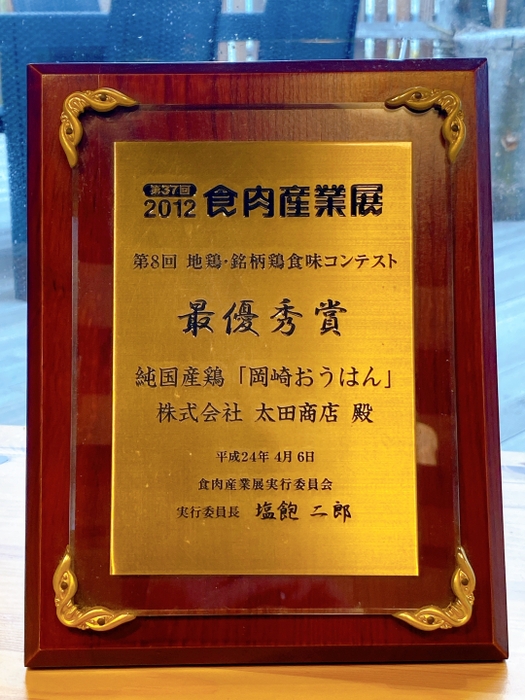 第37回
2012 食肉産業展
第8回 地鶏・銘柄鶏食味コンテスト
最優秀賞
純国産鶏「岡崎おうはん」
株式会社 太田商店 殿
平成24年 4月 6日
食肉産業展実行委員会
実行委員長 塩飽 二郎